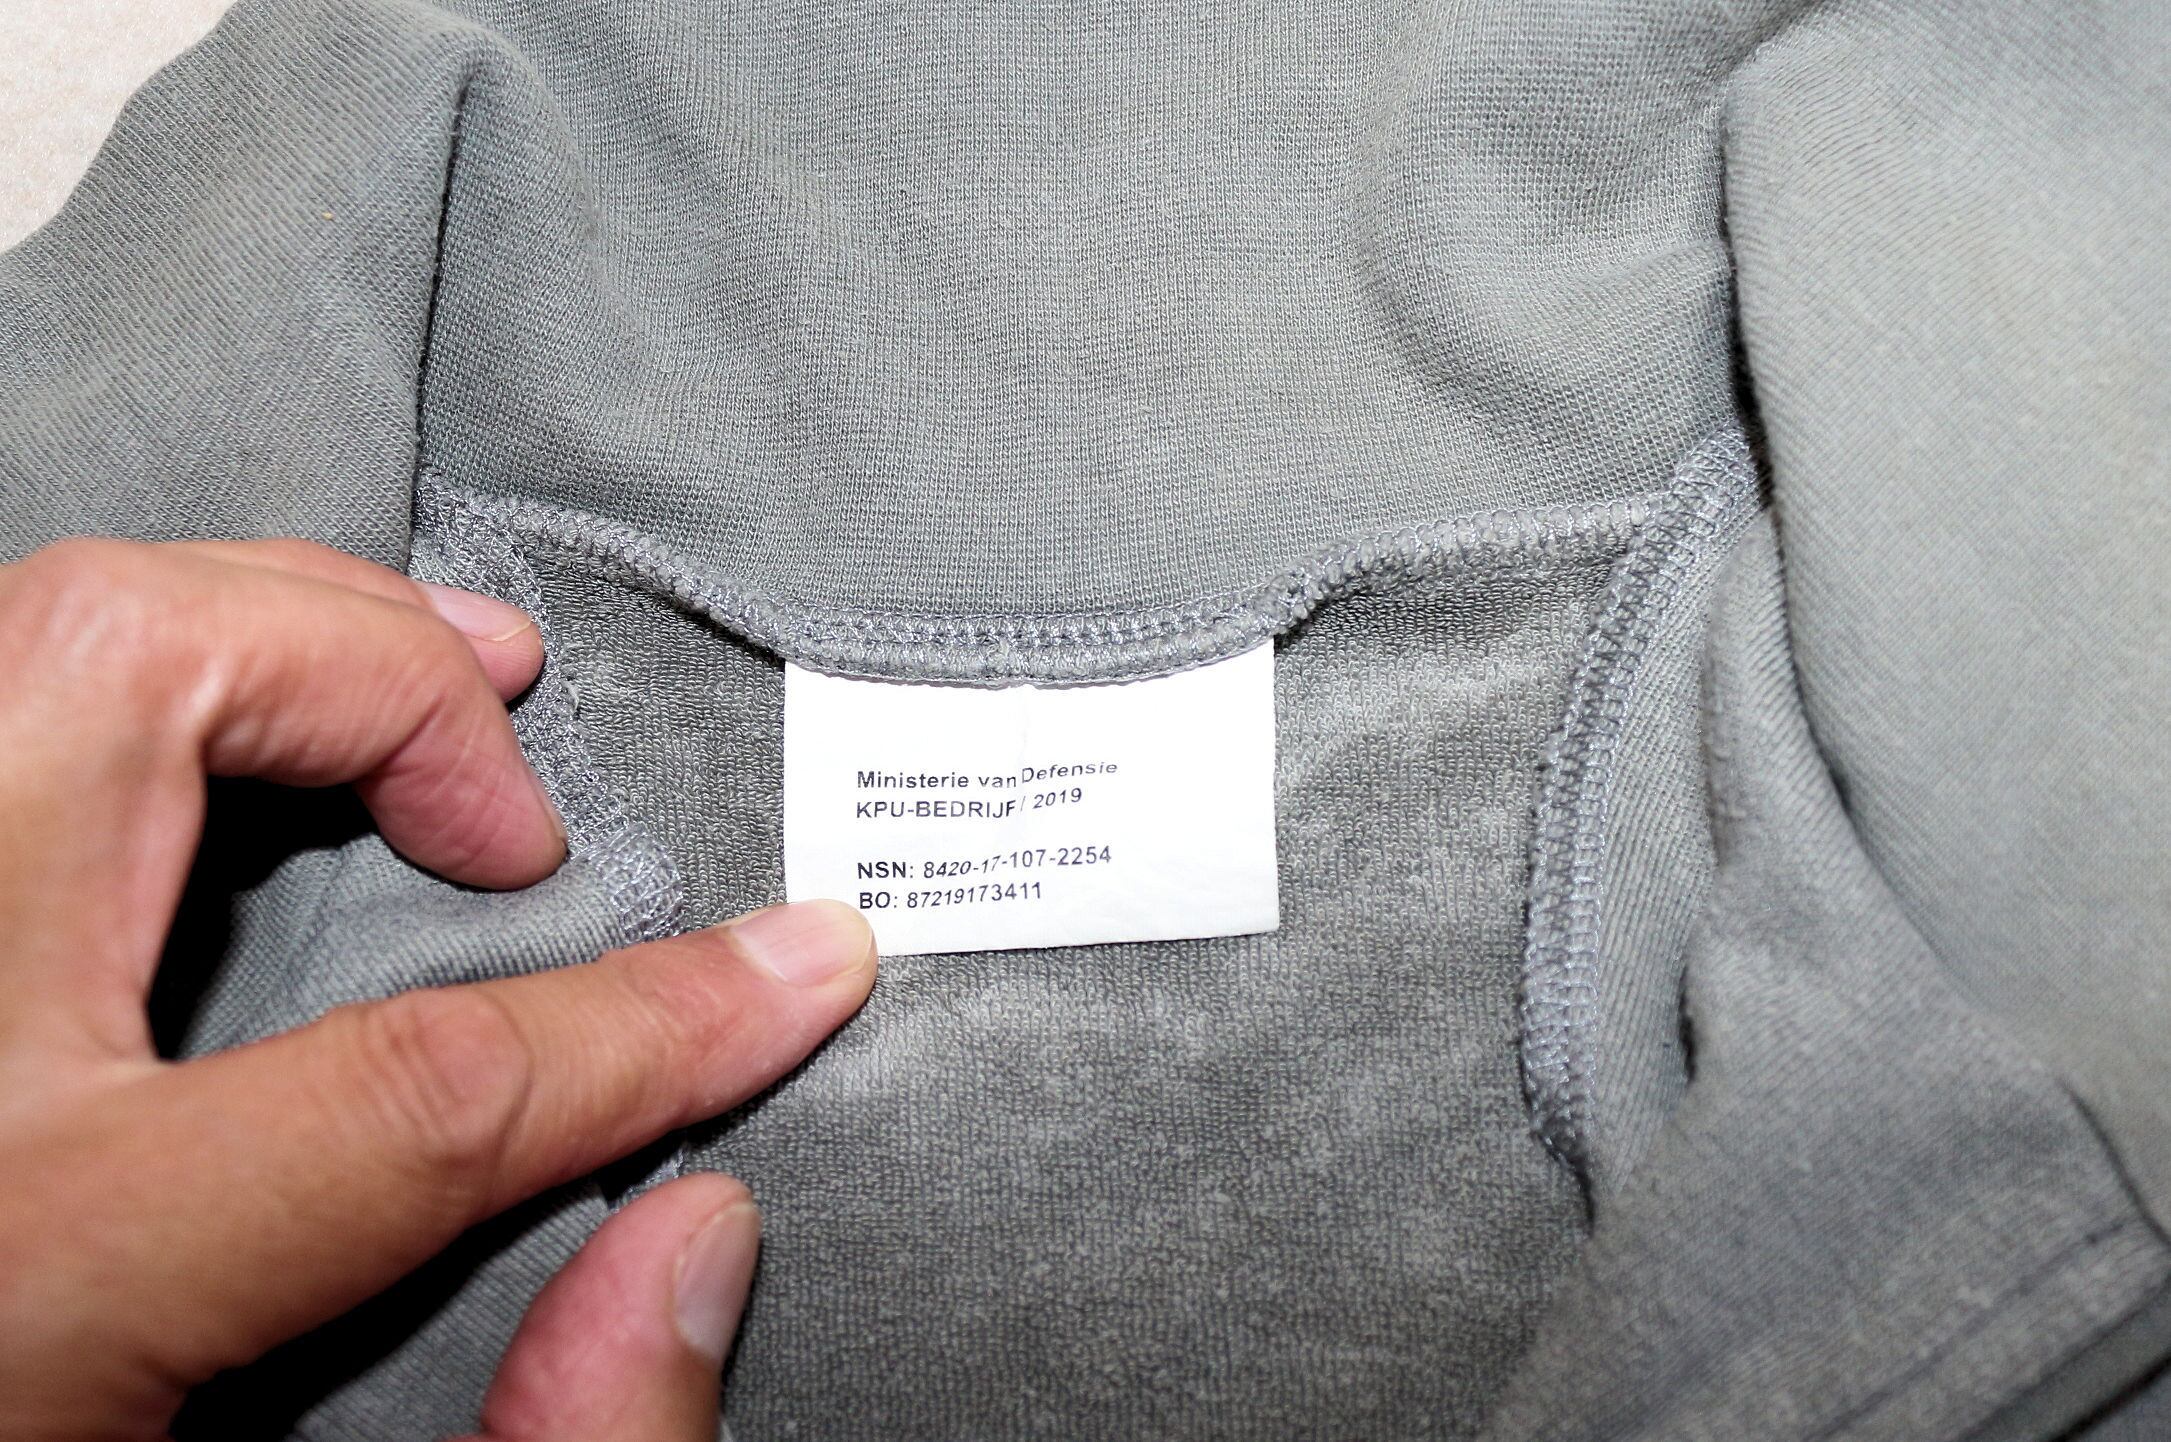 Ministerie van Defensie
KPU-BEDRIJF / 2019
NSN: 8420-17-107-2254
BO: 87219173411